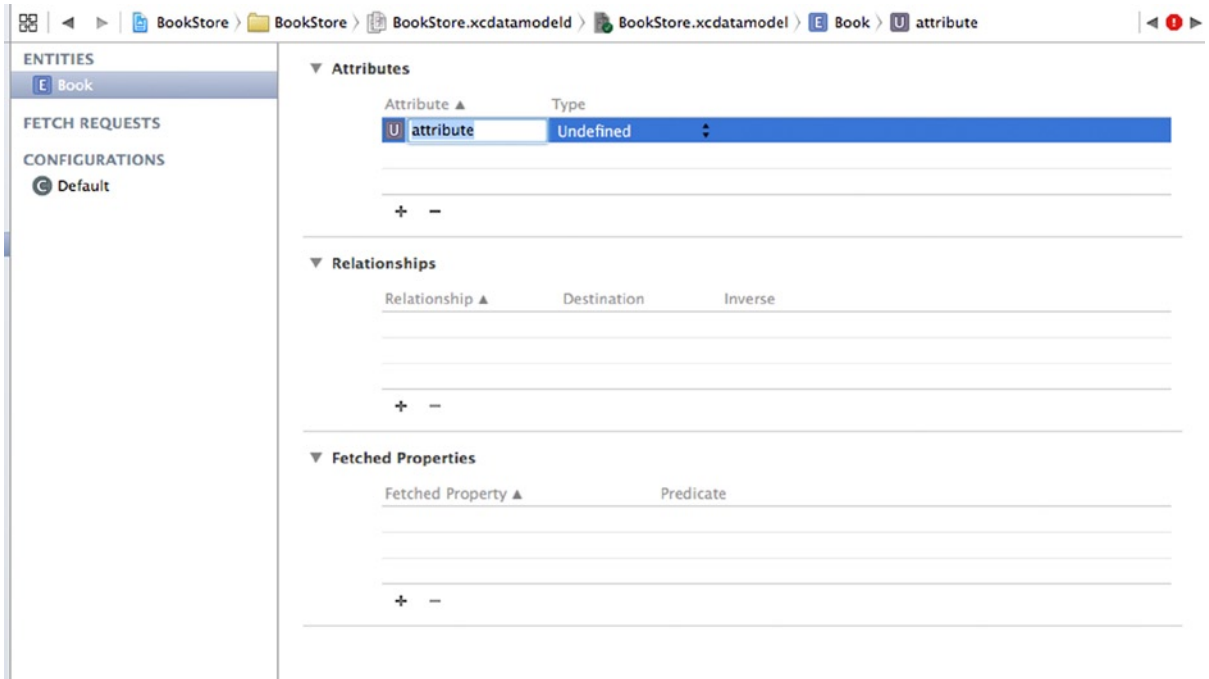 BookStore BookStore BookStore.xcdatamodeld BookStore.xcdatamodel E Book U attribute
ENTITIES
E Book
FETCH REQUESTS
CONFIGURATIONS
C Default
Attributes
Attribute Type
U attribute Undefined
Relationships
Relationship Destination Inverse
Fetched Properties
Fetched Property Predicate